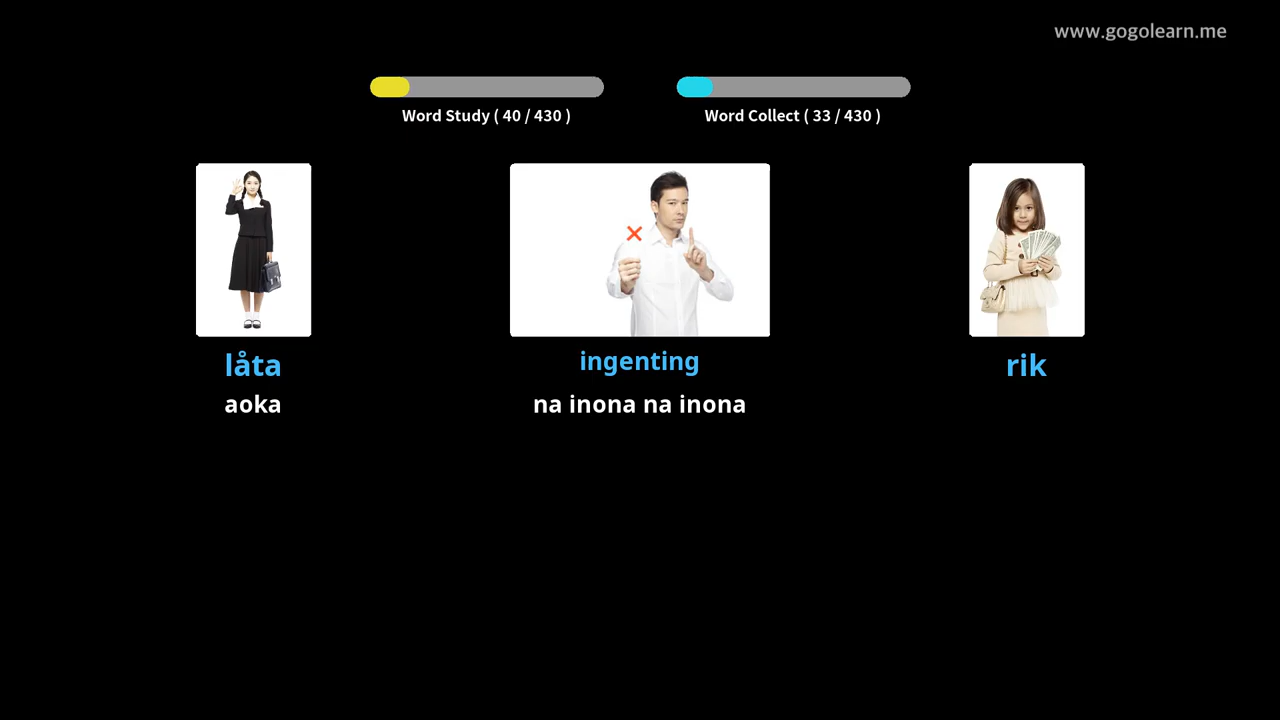 www.gogolearn.me
Word Study ( 40 / 430 )
Word Collect ( 33 / 430 )
låta
ingenting
rik
aoka
na inona na inona